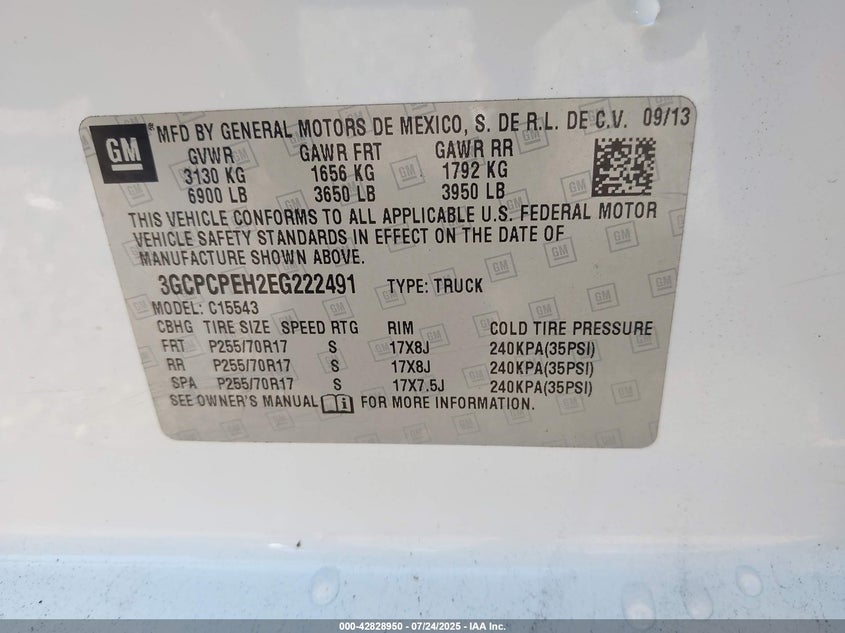 GM ® MFD BY GENERAL MOTORS DE MEXICO, S. DE R.L. DE C.V. 09/13
GVWR GAWR FRT GAWR RR
3130 KG 1656 KG 1792 KG
6900 LB 3650 LB 3950 LB
THIS VEHICLE CONFORMS TO ALL APPLICABLE U.S. FEDERAL MOTOR
VEHICLE SAFETY STANDARDS IN EFFECT ON THE DATE OF
MANUFACTURE SHOWN ABOVE.
3GCPCPEH2EG222491 TYPE: TRUCK
MODEL: C15543
CBHG TIRE SIZE SPEED RTG RIM COLD TIRE PRESSURE
FRT P255/70R17 S 17X8J 240KPA(35PSI)
RR P255/70R17 S 17X8J 240KPA(35PSI)
SPA P255/70R17 S 17X7.5J 240KPA(35PSI)
SEE OWNER'S MANUAL FOR MORE INFORMATION.
000-42828950 | 07/24/2025 | IAA Inc.